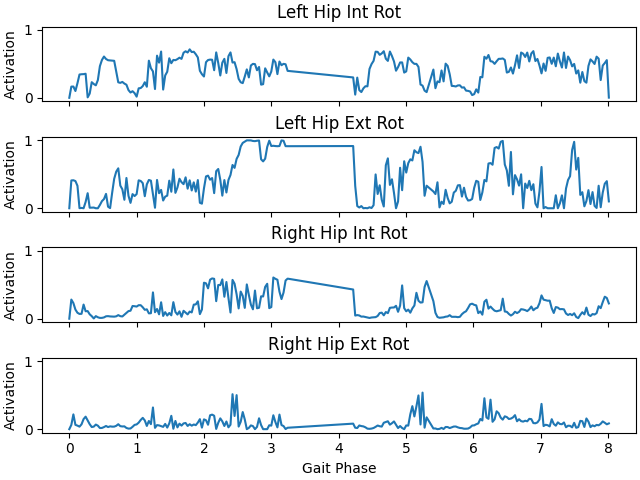 Left Hip Int Rot
1
Activation
0
Left Hip Ext Rot
1
Activation
0
Right Hip Int Rot
1
Activation
0
Right Hip Ext Rot
1
Activation
0
0 1 2 3 4 5 6 7 8
Gait Phase